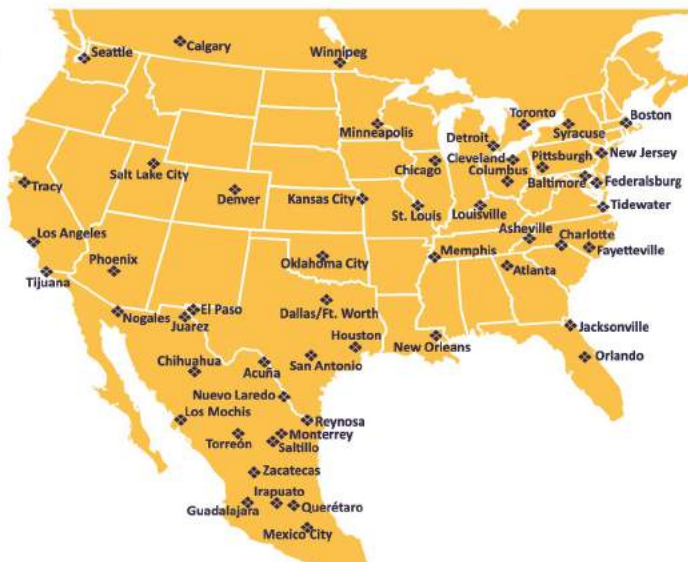 Calgary
Seattle
Winnipeg
Minneapolis
Toronto
Boston
Syracuse
Detroit
Cleveland
Pittsburgh
New Jersey
Chicago
Columbus
Salt Lake City
Baltimore
Federalsburg
Tracy
Denver
Kansas City
St. Louis
Louisville
Tidewater
Asheville
Charlotte
Los Angeles
Fayetteville
Memphis
Phoenix
Oklahoma City
Atlanta
Tijuana
El Paso
Dallas/Ft. Worth
Nogales
Juarez
Jacksonville
Houston
New Orleans
Orlando
Chihuahua
San Antonio
Acuña
Nuevo Laredo
Los Mochis
Reynosa
Monterrey
Torreón
Saltillo
Zacatecas
Irapuato
Guadalajara
Querétaro
Mexico City